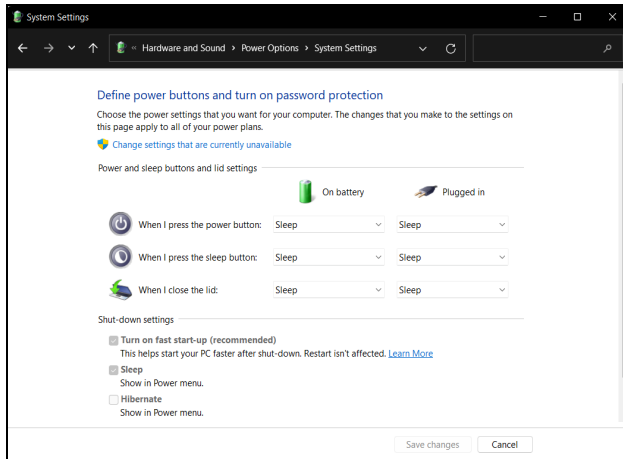 System Settings
« Hardware and Sound › Power Options › System Settings
Define power buttons and turn on password protection
Choose the power settings that you want for your computer. The changes that you make to the settings on
this page apply to all of your power plans.
Change settings that are currently unavailable
Power and sleep buttons and lid settings
On battery Plugged in
When I press the power button: Sleep Sleep
When I press the sleep button: Sleep Sleep
When I close the lid: Sleep Sleep
Shut-down settings
Turn on fast start-up (recommended)
This helps start your PC faster after shut-down. Restart isn't affected. Learn More
Sleep
Show in Power menu.
Hibernate
Show in Power menu.
Save changes Cancel